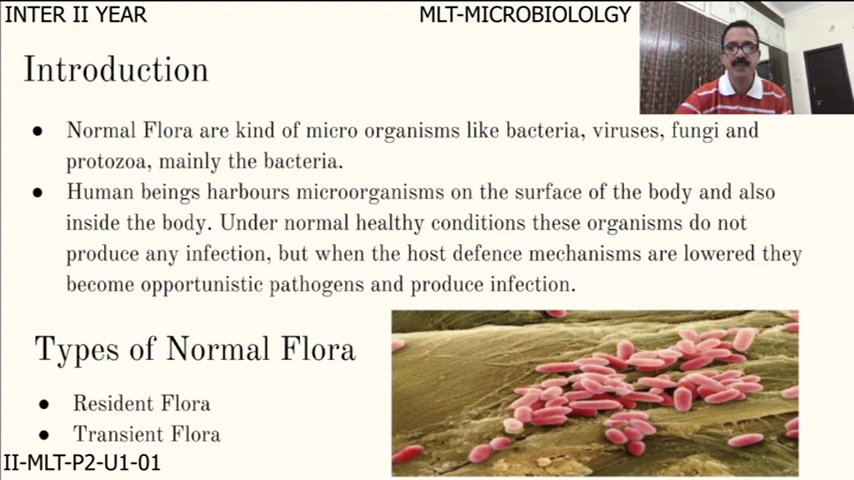 INTER II YEAR
MLT-MICROBIOLOLGY
Introduction
● Normal Flora are kind of micro organisms like bacteria, viruses, fungi and
protozoa, mainly the bacteria.
● Human beings harbours microorganisms on the surface of the body and also
inside the body. Under normal healthy conditions these organisms do not
produce any infection, but when the host defence mechanisms are lowered they
become opportunistic pathogens and produce infection.
Types of Normal Flora
● Resident Flora
● Transient Flora
II-MLT-P2-U1-01